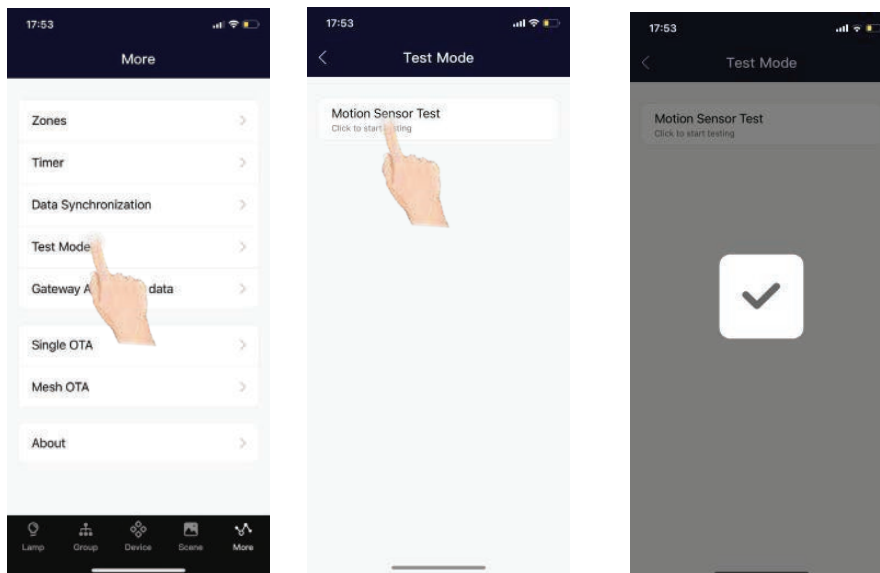 17:53
More
Zones
Timer
Data Synchronization
Test Mode
Gateway A data
Single OTA
Mesh OTA
About
Lamp Group Device Scene More
17:53
Test Mode
Motion Sensor Test
Click to start ting
17:53
Test Mode
Motion Sensor Test
Click to start testing